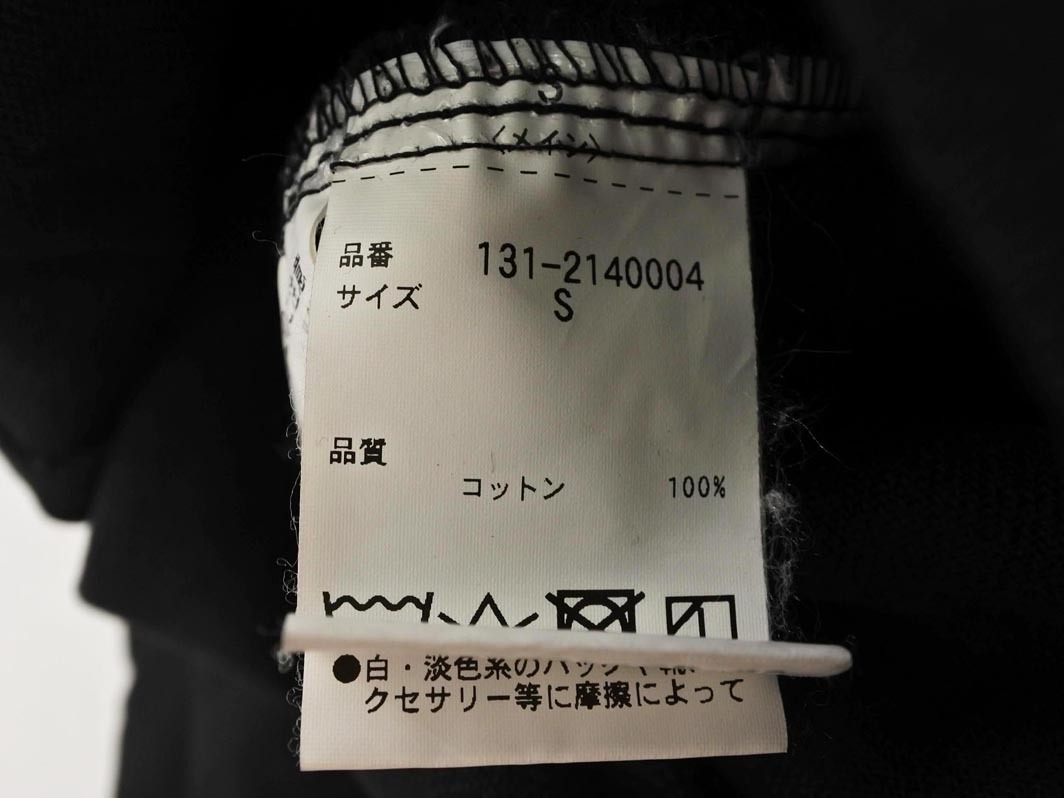 S
〈メイン〉
品番 131-2140004
サイズ S
品質
コットン 100%
●白・淡色系のバッグや靴、
クセサリー等に摩擦によって